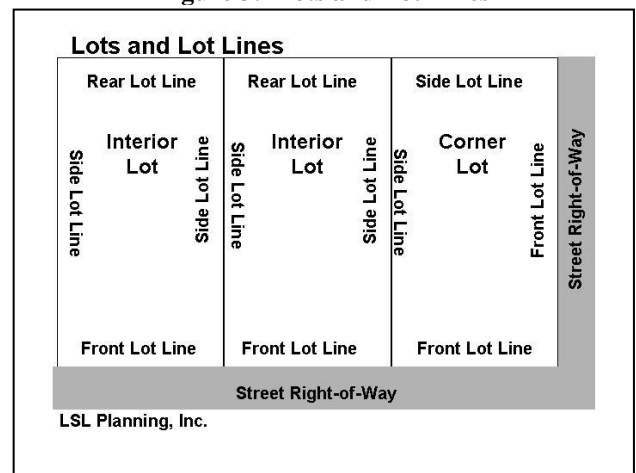 Lots and Lot Lines
Rear Lot Line
Rear Lot Line
Side Lot Line
Interior
Lot
Interior
Lot
Corner
Lot
Side Lot Line
Side Lot Line
Side Lot Line
Side Lot Line
Side Lot Line
Front Lot Line
Street Right-of-Way
Front Lot Line
Front Lot Line
Front Lot Line
Street Right-of-Way
LSL Planning, Inc.